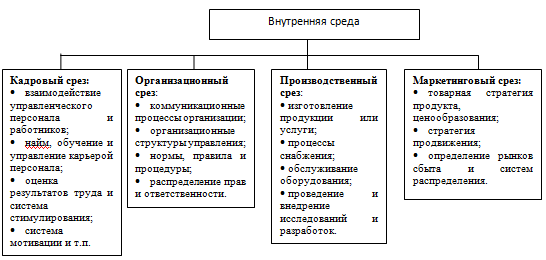 Внутренняя среда
Кадровый срез:
• взаимодействие
управленческого
персонала и
работников;
• найм, обучение и
управление карьерой
персонала;
• оценка
результатов труда и
система
стимулирования;
• система
мотивации и т.п.
Организационный
срез:
• коммуникационные
процессы организации;
• организационные
структуры управления;
• нормы, правила и
процедуры;
• распределение прав
и ответственности.
Производственный
срез:
• изготовление
продукции или
услуги;
• процессы
снабжения;
• обслуживание
оборудования;
• проведение и
внедрение
исследований и
разработок.
Маркетинговый срез:
• товарная стратегия
продукта,
ценообразования;
• стратегия
продвижения;
• определение рынков
сбыта и систем
распределения.